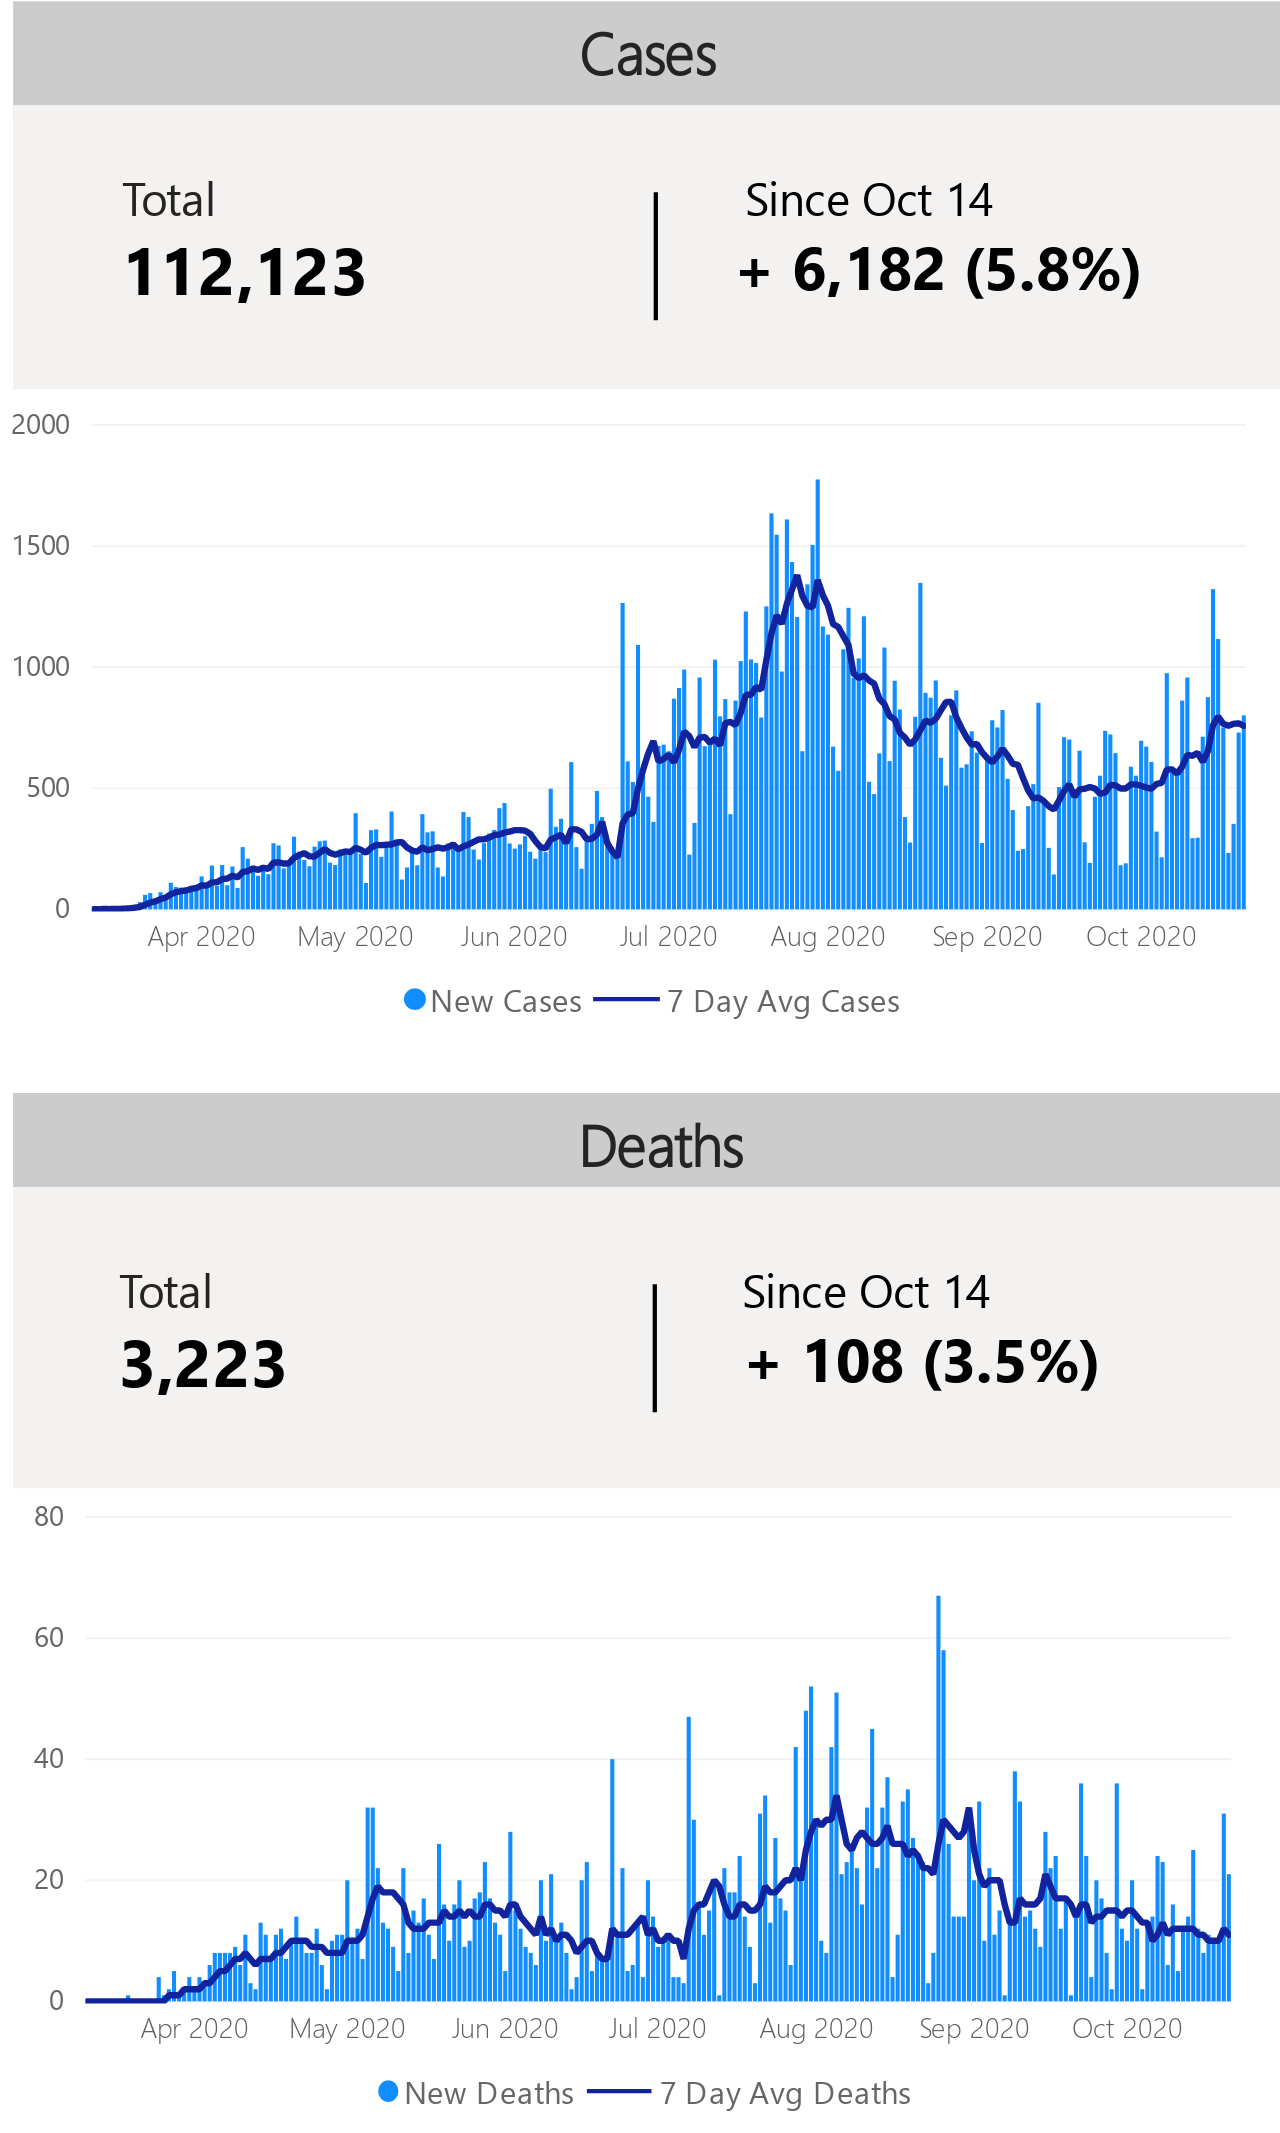 Cases
Total
Since Oct 14
112,123
+ 6,182 (5.8%)
2000
1500
1000
500
0
Apr 2020 May 2020 Jun 2020 Jul 2020 Aug 2020 Sep 2020 Oct 2020
New Cases 7 Day Avg Cases
Deaths
Total
Since Oct 14
3,223
+ 108 (3.5%)
80
60
40
20
0
Apr 2020 May 2020 Jun 2020 Jul 2020 Aug 2020 Sep 2020 Oct 2020
New Deaths 7 Day Avg Deaths